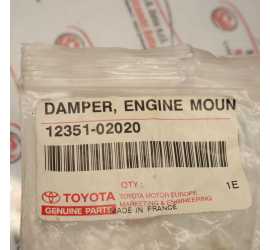 DAMPER, ENGINE MOUN
12351-02020
QTY.
1E
TOYOTA
GENUINE PARTS
TOYOTA MOTOR EUROPE
MARKETING & ENGINEERING
MADE IN FRANCE